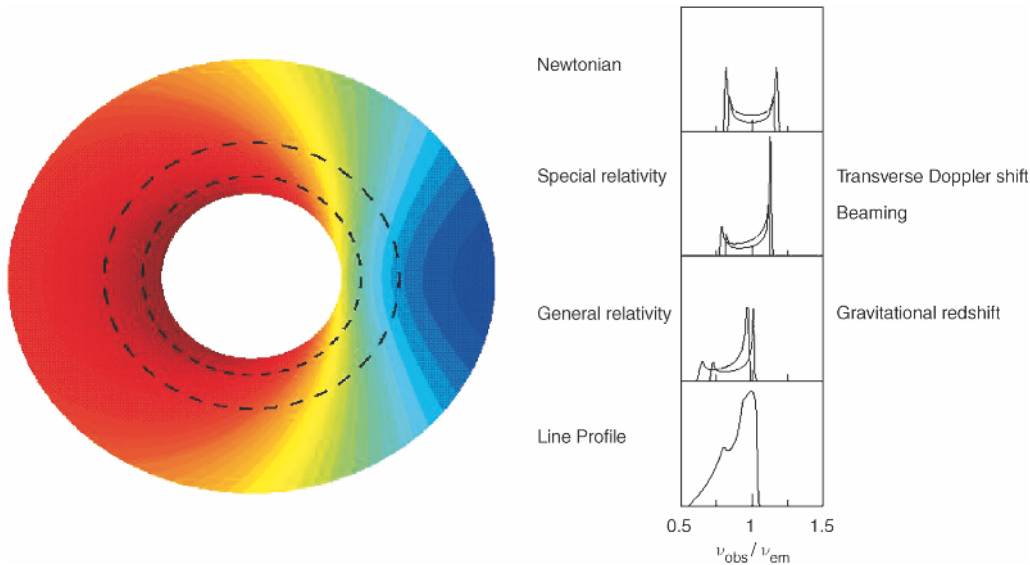 Newtonian
Special relativity
Transverse Doppler shift
Beaming
General relativity
Gravitational redshift
Line Profile
0.5 1 1.5
νobs / νem